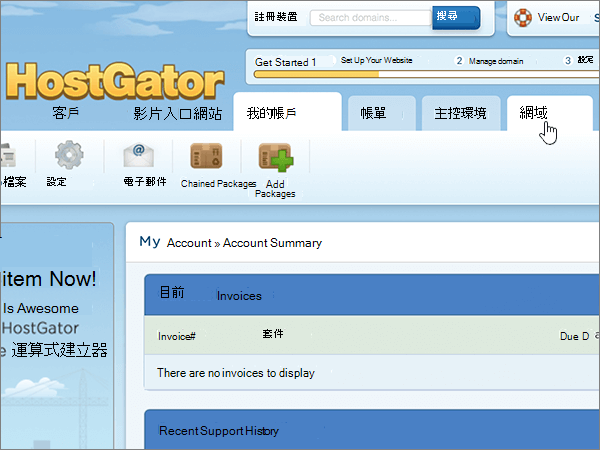 註冊裝置 Search domains... 搜尋 View Our S
Get Started 1 Set Up Your Website 2 Manage domain 3 設定
HostGator
客戶 影片入口網站 我的帳戶 帳單 主控環境 網域
檔案 設定 電子郵件 Chained Packages Add
Packages
My Account » Account Summary
item Now!
Is Awesome
HostGator
e 運算式建立器
目前 Invoices
Invoice# 套件 Due D a
There are no invoices to display
Recent Support History